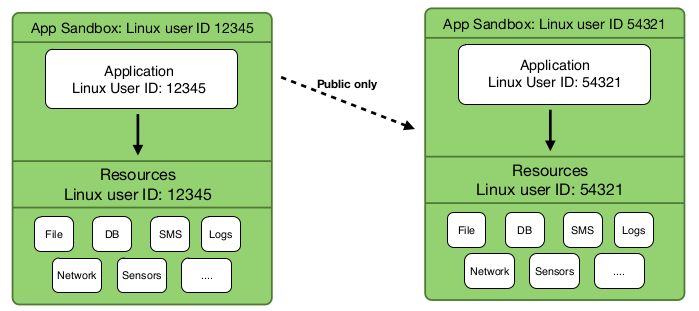 App Sandbox: Linux user ID 12345
Application
Linux User ID: 12345
Resources
Linux user ID: 12345
File
DB
SMS
Logs
Network
Sensors
....
Public only
App Sandbox: Linux user ID 54321
Application
Linux User ID: 54321
Resources
Linux user ID: 54321
File
DB
SMS
Logs
Network
Sensors
....